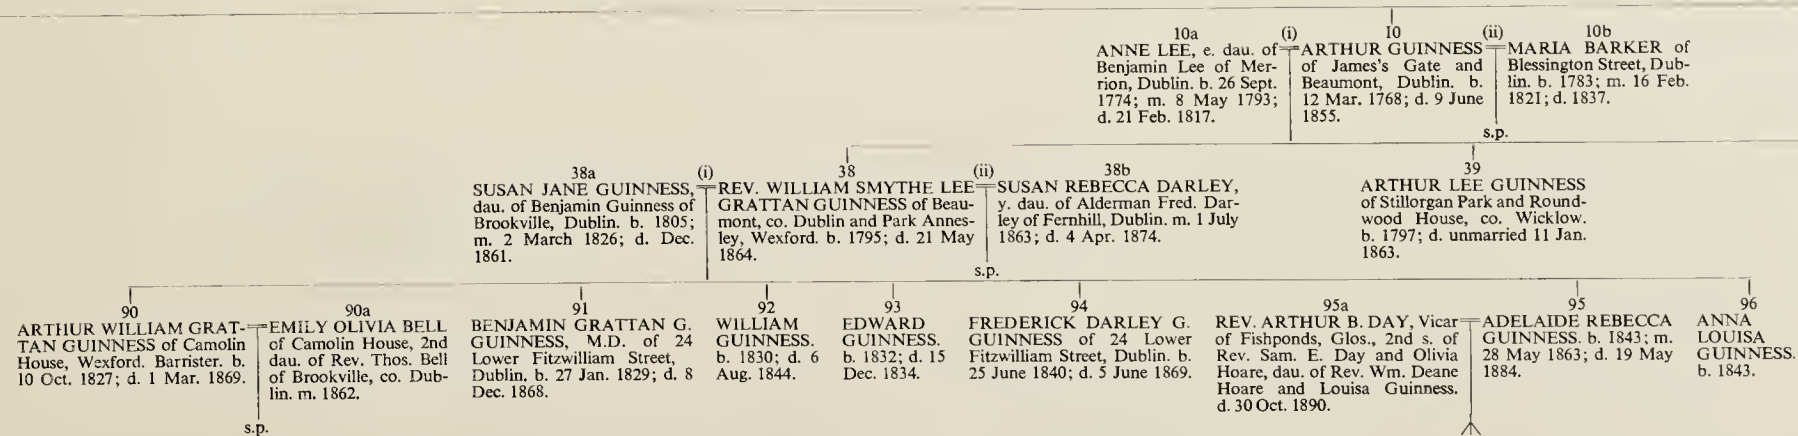 10a
(i)
10
(ii)
10b
ANNE LEE, e. dau. of
Benjamin Lee of Mer-
rion, Dublin. b. 26 Sept.
1774; m. 8 May 1793;
d. 21 Feb. 1817.
ARTHUR GUINNESS
of James's Gate and
Beaumont, Dublin. b.
12 Mar. 1768; d. 9 June
1855.
MARIA BARKER of
Blessington Street, Dub-
lin. b. 1783; m. 16 Feb.
1821; d. 1837.
s.p.
38a
(i)
38
(ii)
38b
39
SUSAN JANE GUINNESS,
dau. of Benjamin Guinness of
Brookville, Dublin. b. 1805;
m. 2 March 1826; d. Dec.
1861.
REV. WILLIAM SMYTHE LEE
GRATTAN GUINNESS of Beau-
mont, co. Dublin and Park Annes-
ley, Wexford. b. 1795; d. 21 May
1864.
SUSAN REBECCA DARLEY,
y. dau. of Alderman Fred. Dar-
ley of Fernhill, Dublin. m. 1 July
1863; d. 4 Apr. 1874.
s.p.
ARTHUR LEE GUINNESS
of Stillorgan Park and Round-
wood House, co. Wicklow.
b. 1797; d. unmarried 11 Jan.
1863.
90
ARTHUR WILLIAM GRAT-
TAN GUINNESS of Camolin
House, Wexford. Barrister. b.
10 Oct. 1827; d. 1 Mar. 1869.
90a
EMILY OLIVIA BELL
of Camolin House, 2nd
dau. of Rev. Thos. Bell
of Brookville, co. Dub-
lin. m. 1862.
s.p.
91
BENJAMIN GRATTAN G.
GUINNESS, M.D. of 24
Lower Fitzwilliam Street,
Dublin. b. 27 Jan. 1829; d. 8
Dec. 1868.
92
WILLIAM
GUINNESS.
b. 1830; d. 6
Aug. 1844.
93
EDWARD
GUINNESS.
b. 1832; d. 15
Dec. 1834.
94
FREDERICK DARLEY G.
GUINNESS of 24 Lower
Fitzwilliam Street, Dublin. b.
25 June 1840; d. 5 June 1869.
95a
REV. ARTHUR B. DAY, Vicar
of Fishponds, Glos., 2nd s. of
Rev. Sam. E. Day and Olivia
Hoare, dau. of Rev. Wm. Deane
Hoare and Louisa Guinness.
d. 30 Oct. 1890.
95
ADELAIDE REBECCA
GUINNESS. b. 1843; m.
28 May 1863; d. 19 May
1884.
96
ANNA
LOUISA
GUINNESS.
b. 1843.